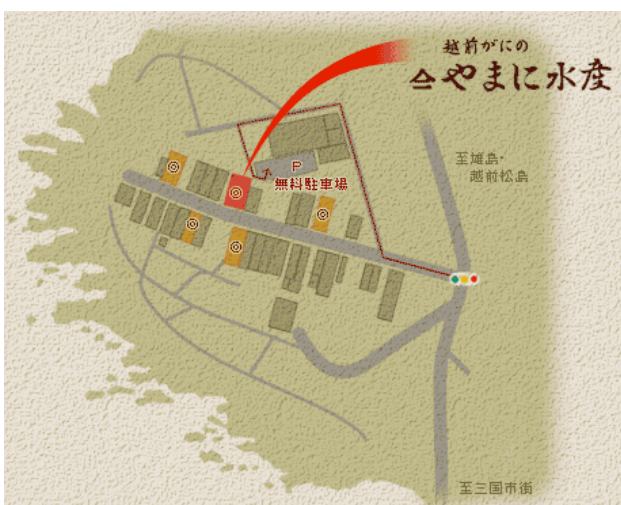 越前がにの
やまに水産
至雄島・
越前松島
P
無料駐車場
至三国市街